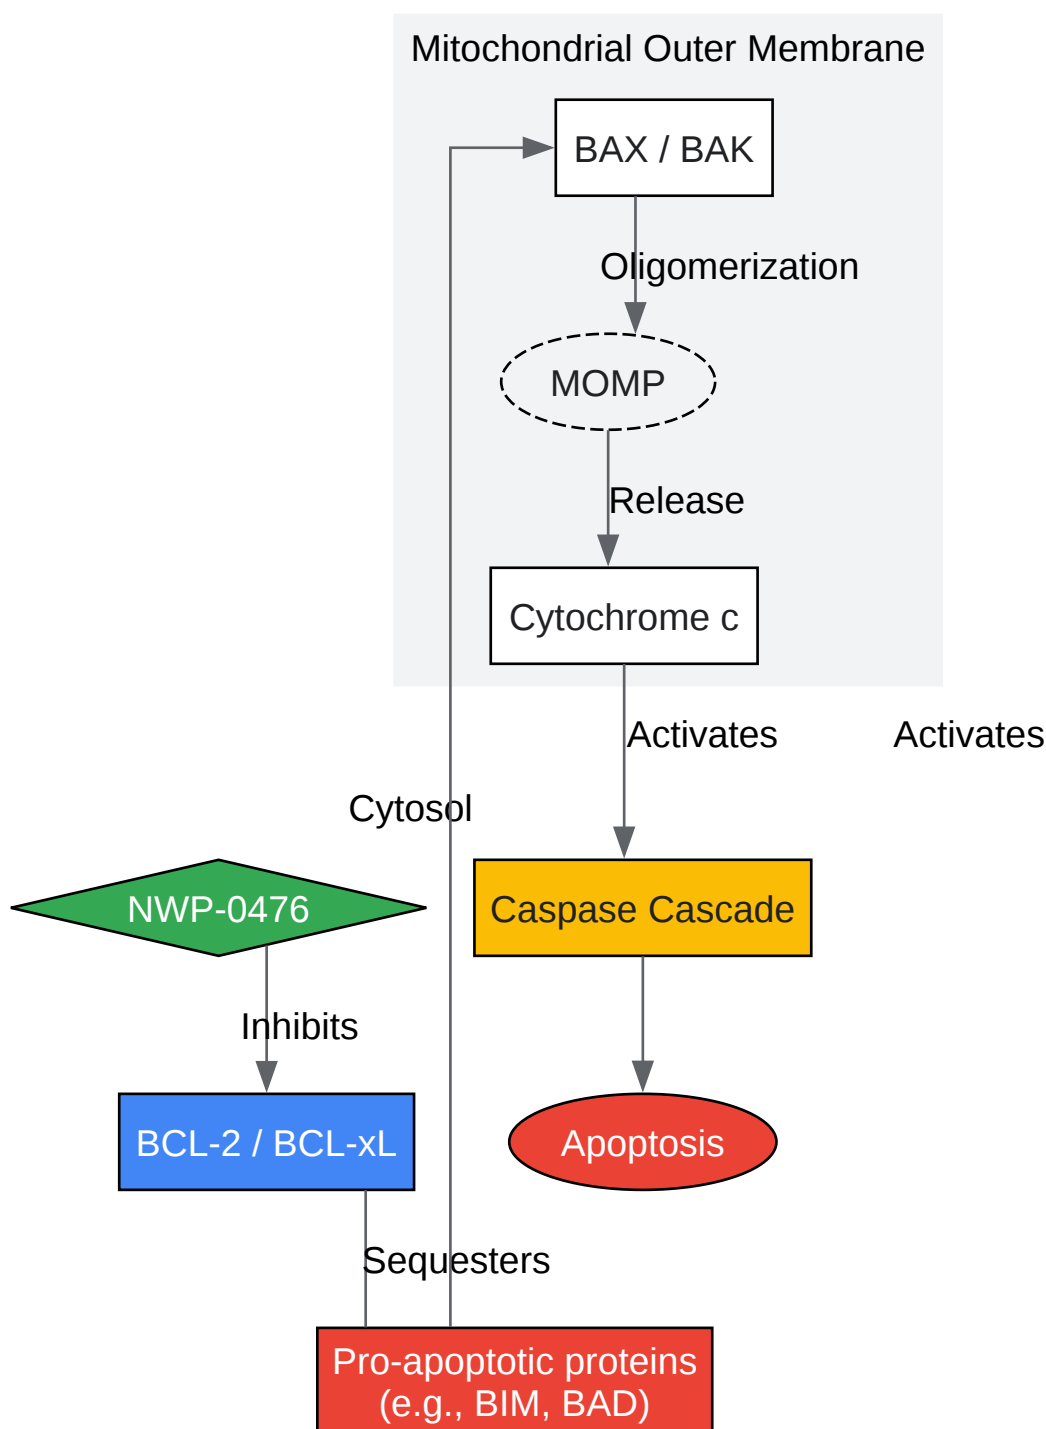 Mitochondrial Outer Membrane
BAX / BAK
Oligomerization
MOMP
Release
Cytochrome c
Activates
Activates
Cytosol
NWP-0476
Caspase Cascade
Inhibits
BCL-2 / BCL-xL
Apoptosis
Sequesters
Pro-apoptotic proteins
(e.g., BIM, BAD)